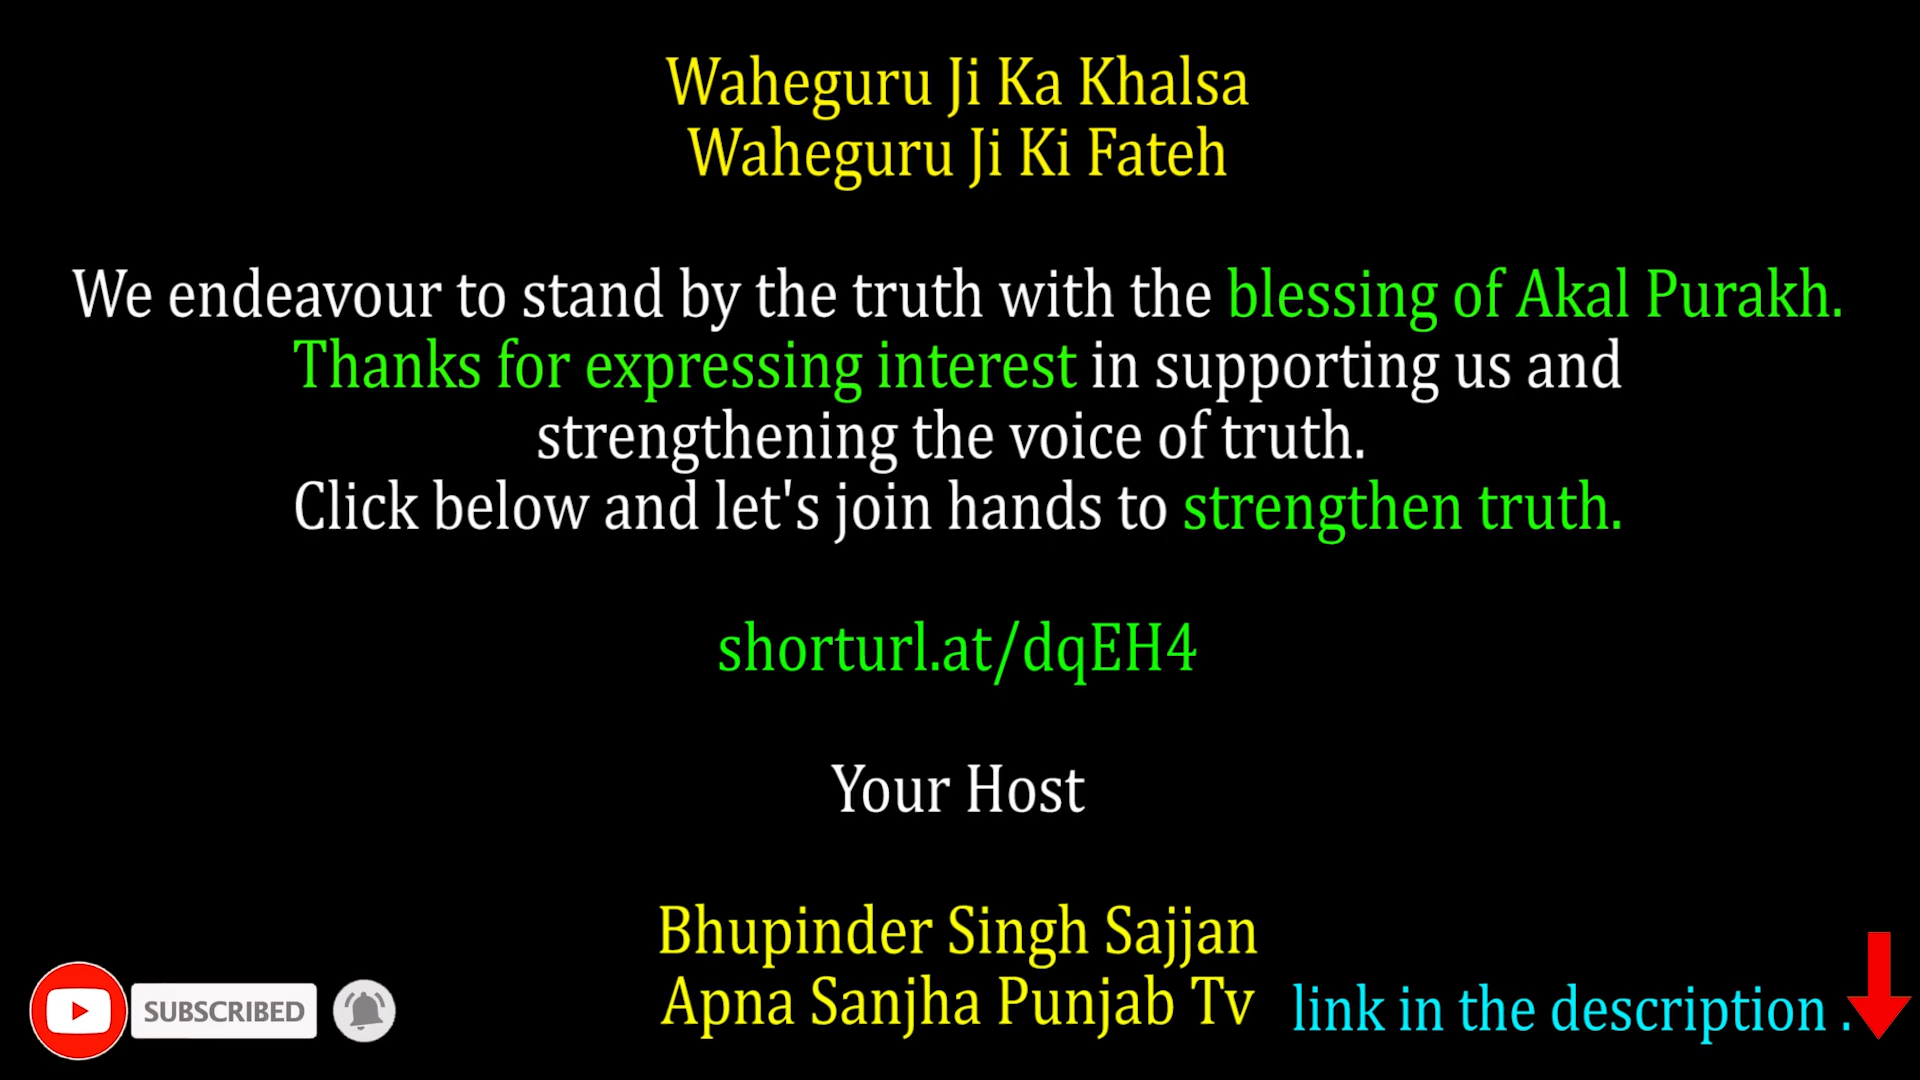 Waheguru Ji Ka Khalsa
Waheguru Ji Ki Fateh
We endeavour to stand by the truth with the blessing of Akal Purakh.
Thanks for expressing interest in supporting us and
strengthening the voice of truth.
Click below and let's join hands to strengthen truth.
shorturl.at/dqEH4
Your Host
Bhupinder Singh Sajjan
Apna Sanjha Punjab Tv
link in the description .
SUBSCRIBED